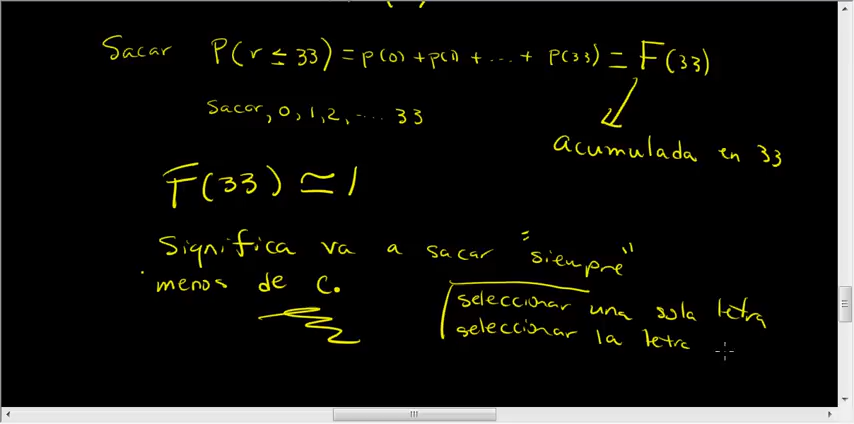 Sacar P(r ≤ 33) = p(0) + p(1) + ... + p(33) = F(33)
Sacar, 0, 1, 2, .... 33
acumulada en 33
F(33) ≃ 1
Significa va a sacar "siempre"
menos de C.
seleccionar una sola letra
seleccionar la letra